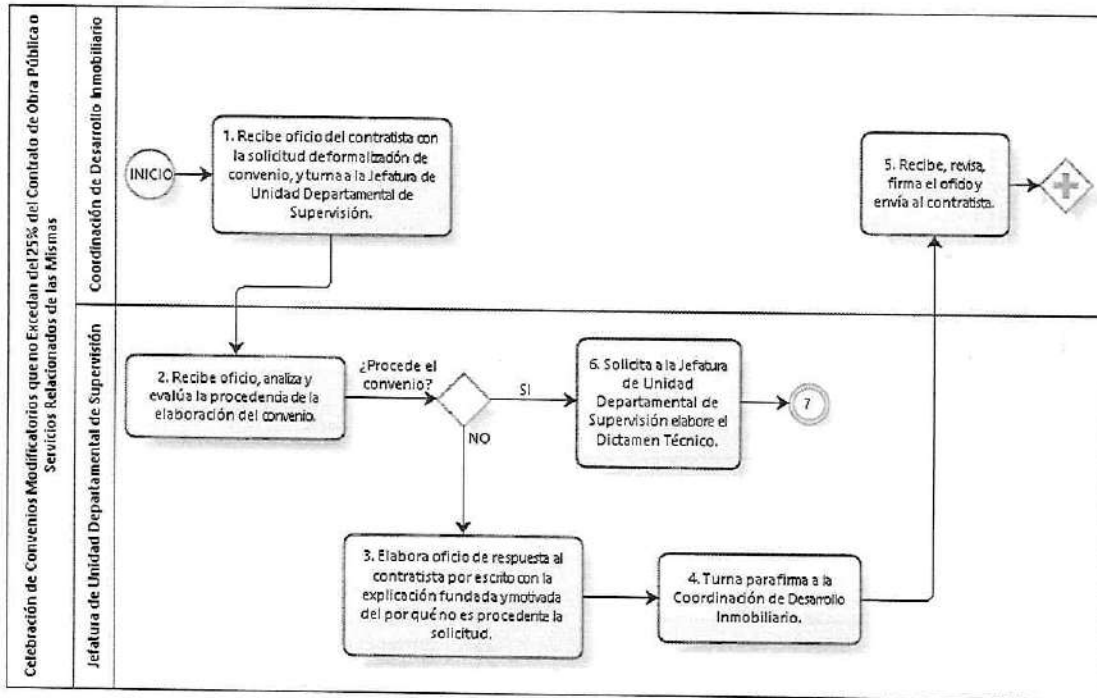 Celebración de Convenios Modificatorios que no Excedan del 25% del Contrato de Obra Pública o
Servicios Relacionados de las Mismas
Coordinación de Desarrollo Inmobiliario
INICIO
1. Recibe oficio del contratista con
la solicitud de formalización de
convenio, y turna a la Jefatura de
Unidad Departamental de
Supervisión.
5. Recibe, revisa,
firma el oficio y
envía al contratista.
Jefatura de Unidad Departamental de Supervisión
2. Recibe oficio, analiza y
evalúa la procedencia de la
elaboración del convenio.
¿Procede el
convenio?
SI
NO
6. Solicita a la Jefatura
de Unidad
Departamental de
Supervisión elabore el
Dictamen Técnico.
7
3. Elabora oficio de respuesta al
contratista por escrito con la
explicación fundada y motivada
del por qué no es procedente la
solicitud.
4. Turna para firma a la
Coordinación de Desarrollo
Inmobiliario.